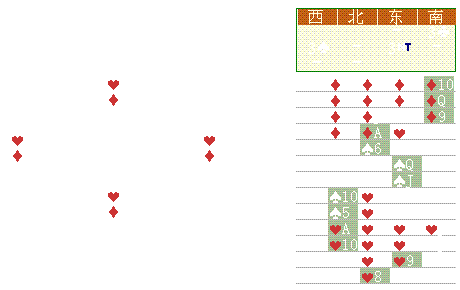 西 北 东 南
T
♦ ♦ ♦ ♦10
♥ ♦ ♦ ♦ ♦Q
♦ ♦ ♦ ♦9
♦ ♦A ♥
♥ ♥ ♠6
♦ ♦ ♠Q
♠J
♥ ♠10 ♥
♦ ♠5 ♥
♥A ♥ ♥ ♥
♥10 ♥ ♥
♥ ♥9
♥8